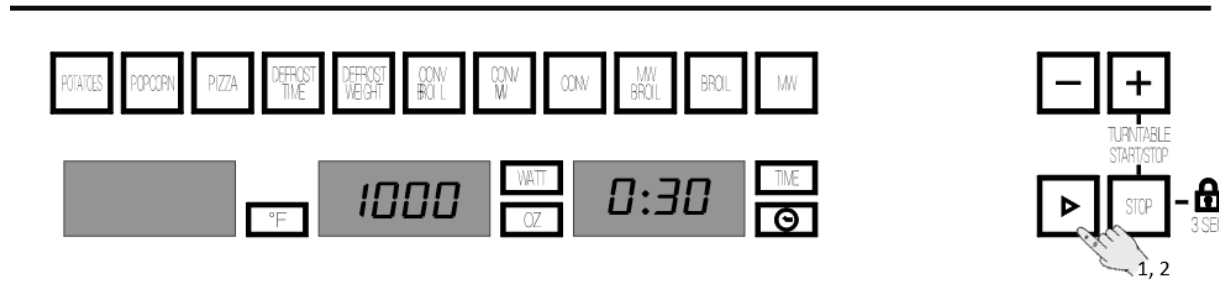 POTATOES
POPCORN
PIZZA
DEFROST
TIME
DEFROST
WEIGHT
CONV
BROIL
CONV
MW
CONV
MW
BROIL
BROIL
MW
− +
TURNTABLE
START/STOP
1000
WATT
0:30
TIME
°F
OZ
STOP
3 SE
1, 2